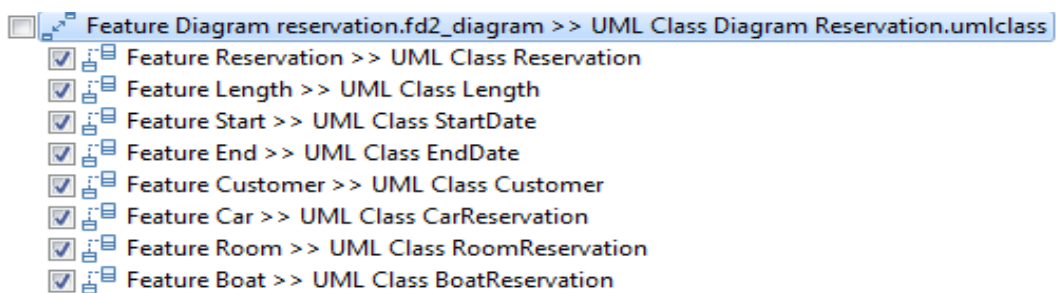 Feature Diagram reservation.fd2_diagram >> UML Class Diagram Reservation.umlclass
Feature Reservation >> UML Class Reservation
Feature Length >> UML Class Length
Feature Start >> UML Class StartDate
Feature End >> UML Class EndDate
Feature Customer >> UML Class Customer
Feature Car >> UML Class CarReservation
Feature Room >> UML Class RoomReservation
Feature Boat >> UML Class BoatReservation